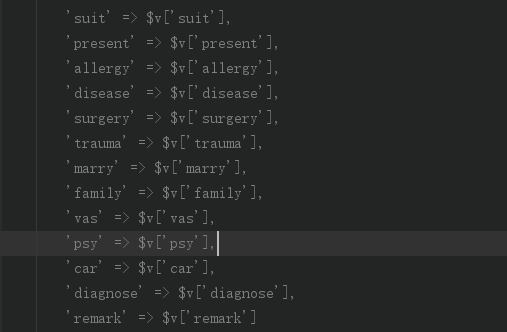 'suit' => $v['suit'],
'present' => $v['present'],
'allergy' => $v['allergy'],
'disease' => $v['disease'],
'surgery' => $v['surgery'],
'trauma' => $v['trauma'],
'marry' => $v['marry'],
'family' => $v['family'],
'vas' => $v['vas'],
'psy' => $v['psy'],
'car' => $v['car'],
'diagnose' => $v['diagnose'],
'remark' => $v['remark']